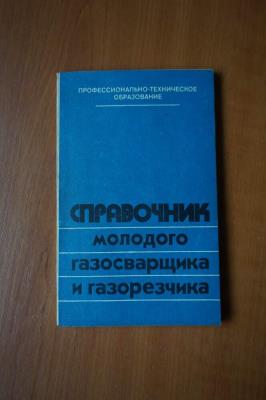 ПРОФЕССИОНАЛЬНО-ТЕХНИЧЕСКОЕ
ОБРАЗОВАНИЕ
СПРАВОЧНИК
МОЛОДОГО
ГАЗОСВАРЩИКА
И ГАЗОРЕЗЧИКА